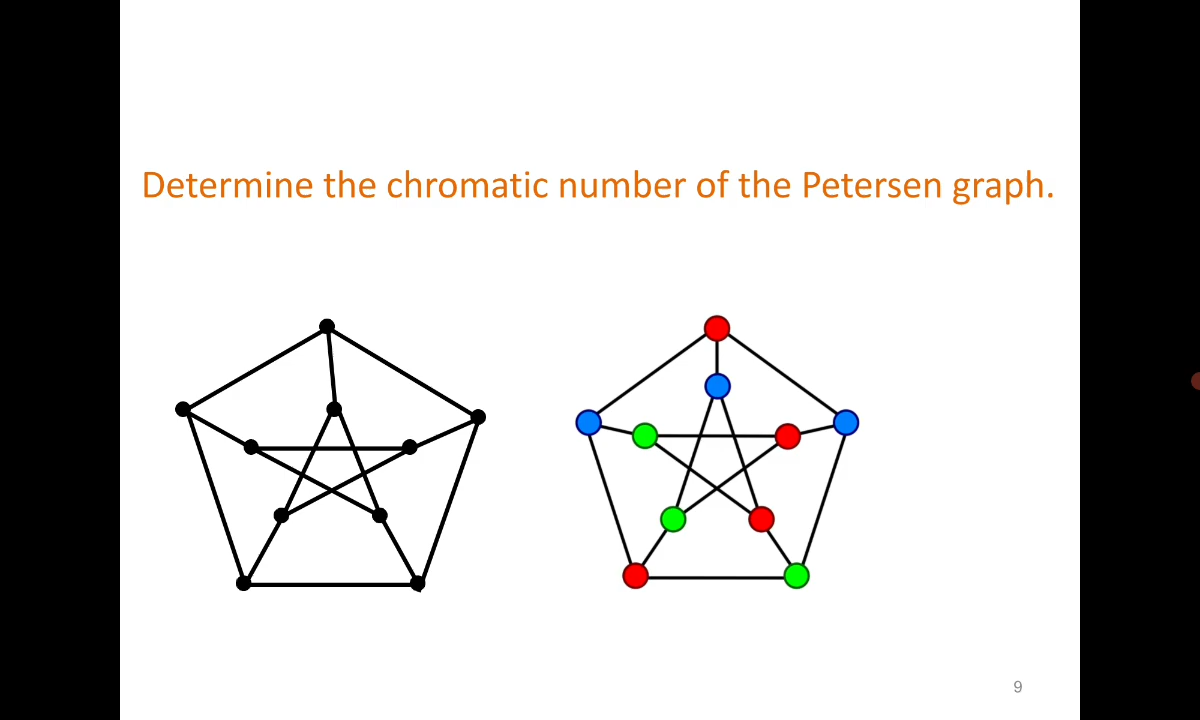 Determine the chromatic number of the Petersen graph.
9